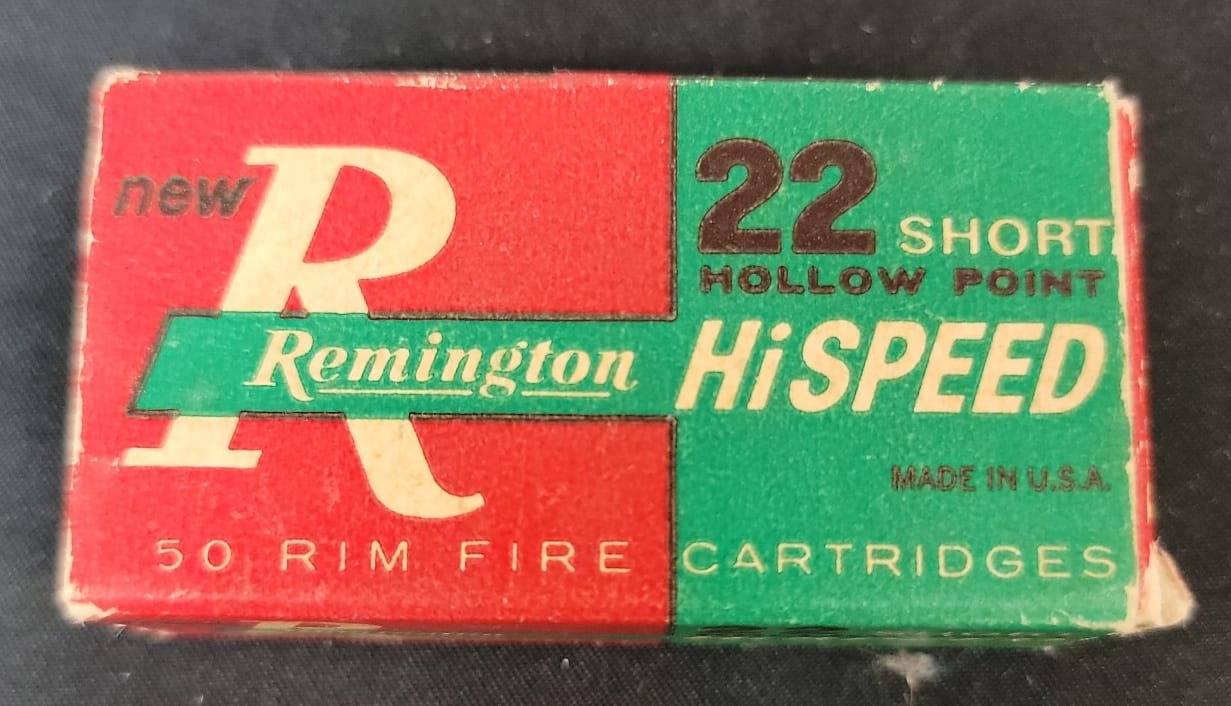 new R
Remington
50 RIM FIRE CARTRIDGES
22 SHORT
HOLLOW POINT
HiSPEED
MADE IN U.S.A.